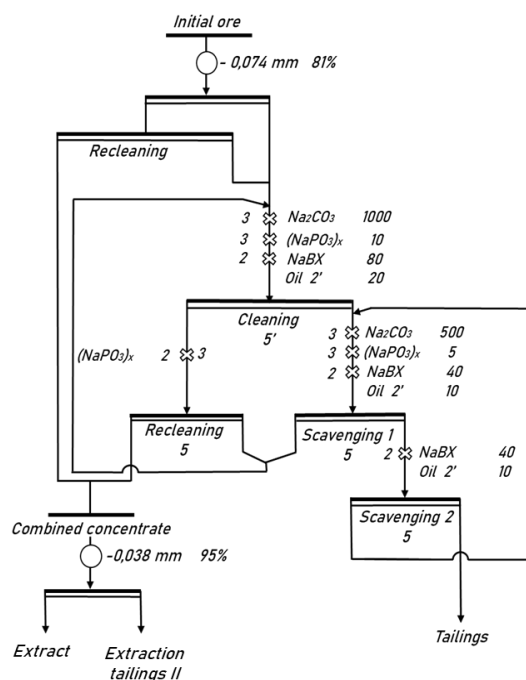 Initial ore
- 0,074 mm 81%
Recleaning
3 Na₂CO₃ 1000
3 (NaPO₃)ₓ 10
2 NaBX 80
Oil 2' 20
Cleaning
5'
3 Na₂CO₃ 500
3 (NaPO₃)ₓ 5
2 NaBX 40
Oil 2' 10
(NaPO₃)ₓ 2 3
Recleaning
5
Scavenging 1
5
2 NaBX 40
Oil 2' 10
Scavenging 2
5
Combined concentrate
-0,038 mm 95%
Extract
Extraction
tailings II
Tailings